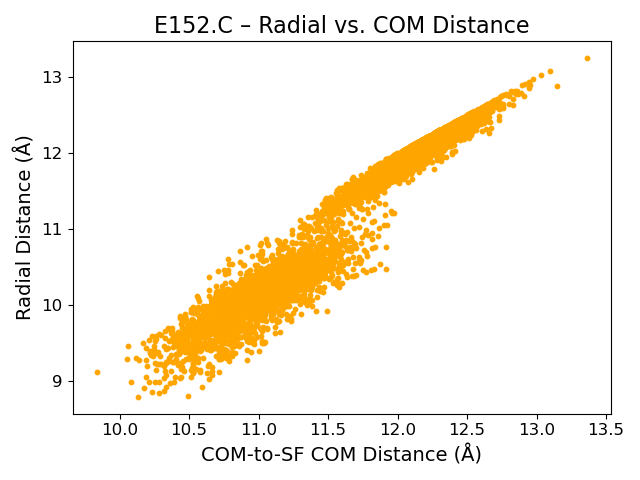 E152.C – Radial vs. COM Distance
Radial Distance (Å)
13
12
11
10
9
10.0 10.5 11.0 11.5 12.0 12.5 13.0 13.5
COM-to-SF COM Distance (Å)